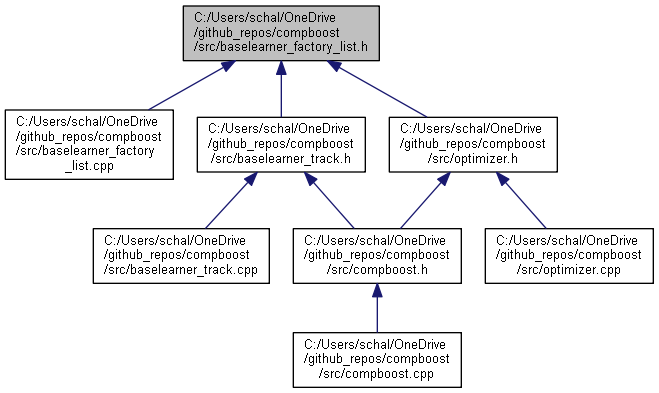 C:/Users/schal/OneDrive
/github_repos/compboost
/src/baselearner_factory_list.h
C:/Users/schal/OneDrive
/github_repos/compboost
/src/baselearner_factory
_list.cpp
C:/Users/schal/OneDrive
/github_repos/compboost
/src/baselearner_track.h
C:/Users/schal/OneDrive
/github_repos/compboost
/src/optimizer.h
C:/Users/schal/OneDrive
/github_repos/compboost
/src/baselearner_track.cpp
C:/Users/schal/OneDrive
/github_repos/compboost
/src/compboost.h
C:/Users/schal/OneDrive
/github_repos/compboost
/src/optimizer.cpp
C:/Users/schal/OneDrive
/github_repos/compboost
/src/compboost.cpp